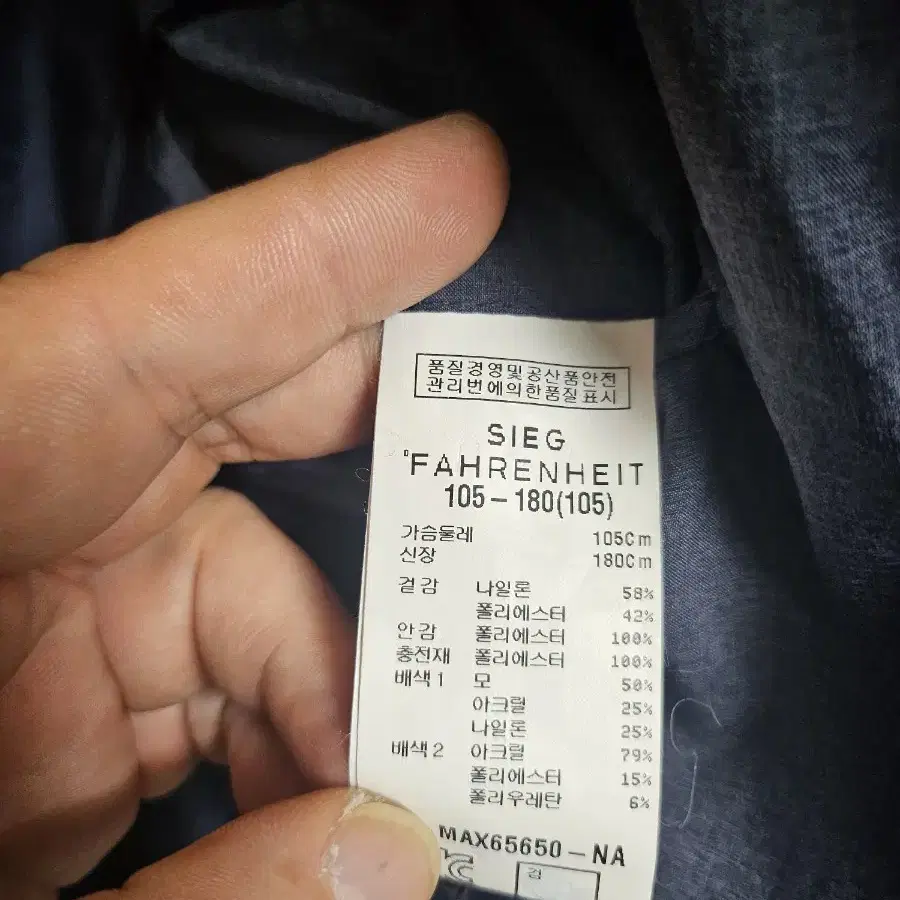 품질경영및공산품안전
관리법에의한품질표시
SIEG
°FAHRENHEIT
105-180(105)
가슴둘레 105Cm
신장 180Cm
겉감 나일론 58%
폴리에스터 42%
안감 폴리에스터 100%
충전재 폴리에스터 100%
배색1 모 50%
아크릴 25%
나일론 25%
배색2 아크릴 79%
폴리에스터 15%
폴리우레탄 6%
MAX65650-NA
검